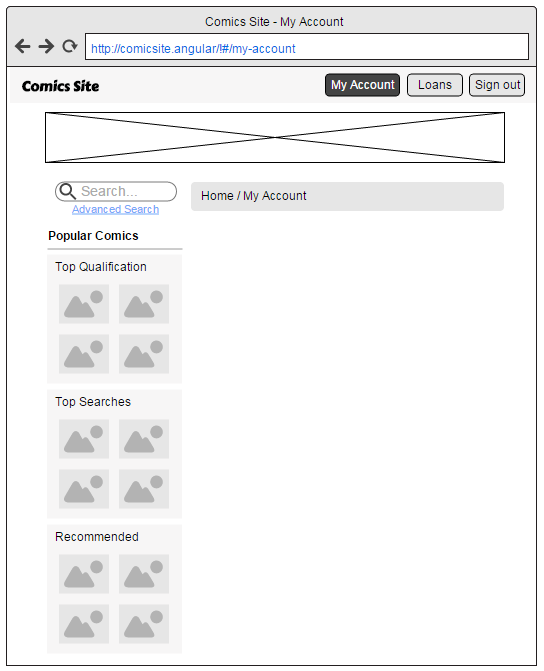 Comics Site - My Account
http://comicsite.angular/!#/my-account
Comics Site
My Account
Loans
Sign out
Search...
Advanced Search
Home / My Account
Popular Comics
Top Qualification
Top Searches
Recommended